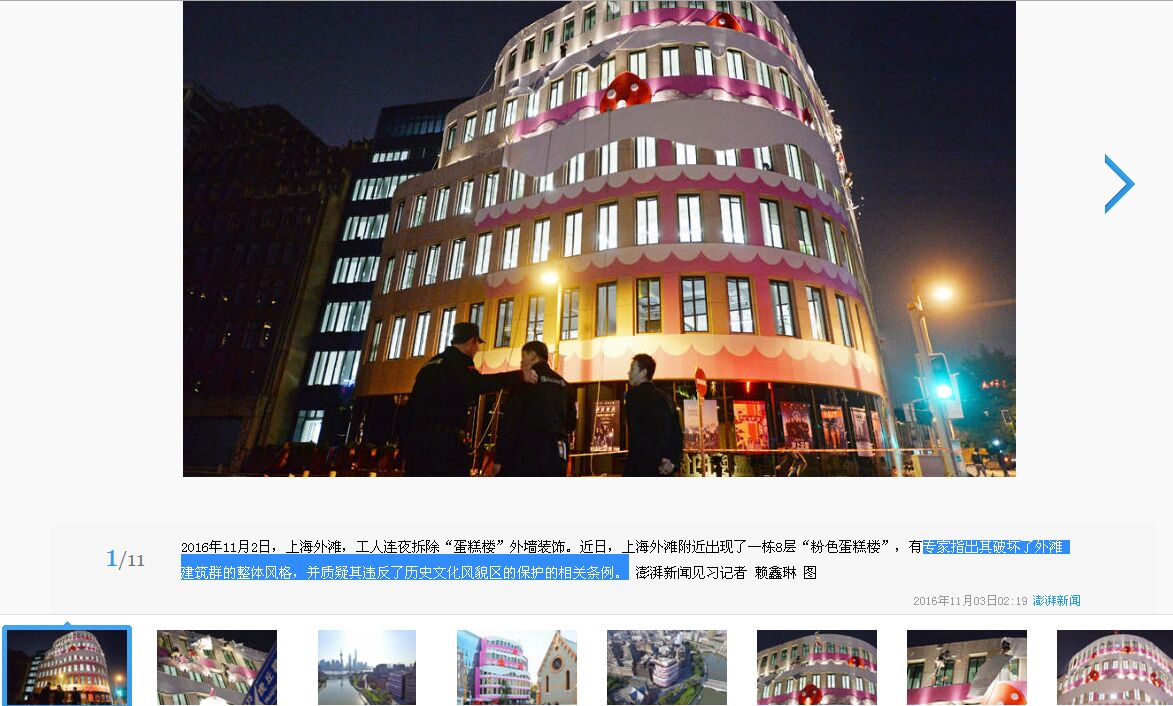 1/11
2016年11月2日，上海外滩，工人连夜拆除“蛋糕楼”外墙装饰。近日，上海外滩附近出现了一栋8层“粉色蛋糕楼”，有专家指出其破坏了外滩
建筑群的整体风格，并质疑其违反了历史文化风貌区的保护的相关条例。 澎湃新闻见习记者 赖鑫琳 图
2016年11月03日02:19 澎湃新闻